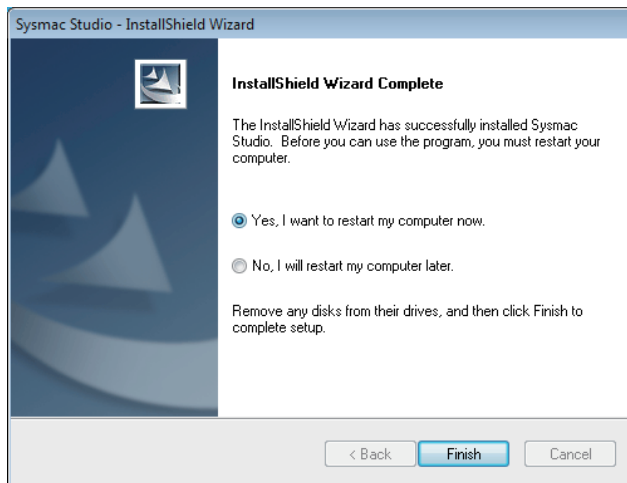 Sysmac Studio - InstallShield Wizard
InstallShield Wizard Complete
The InstallShield Wizard has successfully installed Sysmac
Studio. Before you can use the program, you must restart your
computer.
Yes, I want to restart my computer now.
No, I will restart my computer later.
Remove any disks from their drives, and then click Finish to
complete setup.
< Back
Finish
Cancel